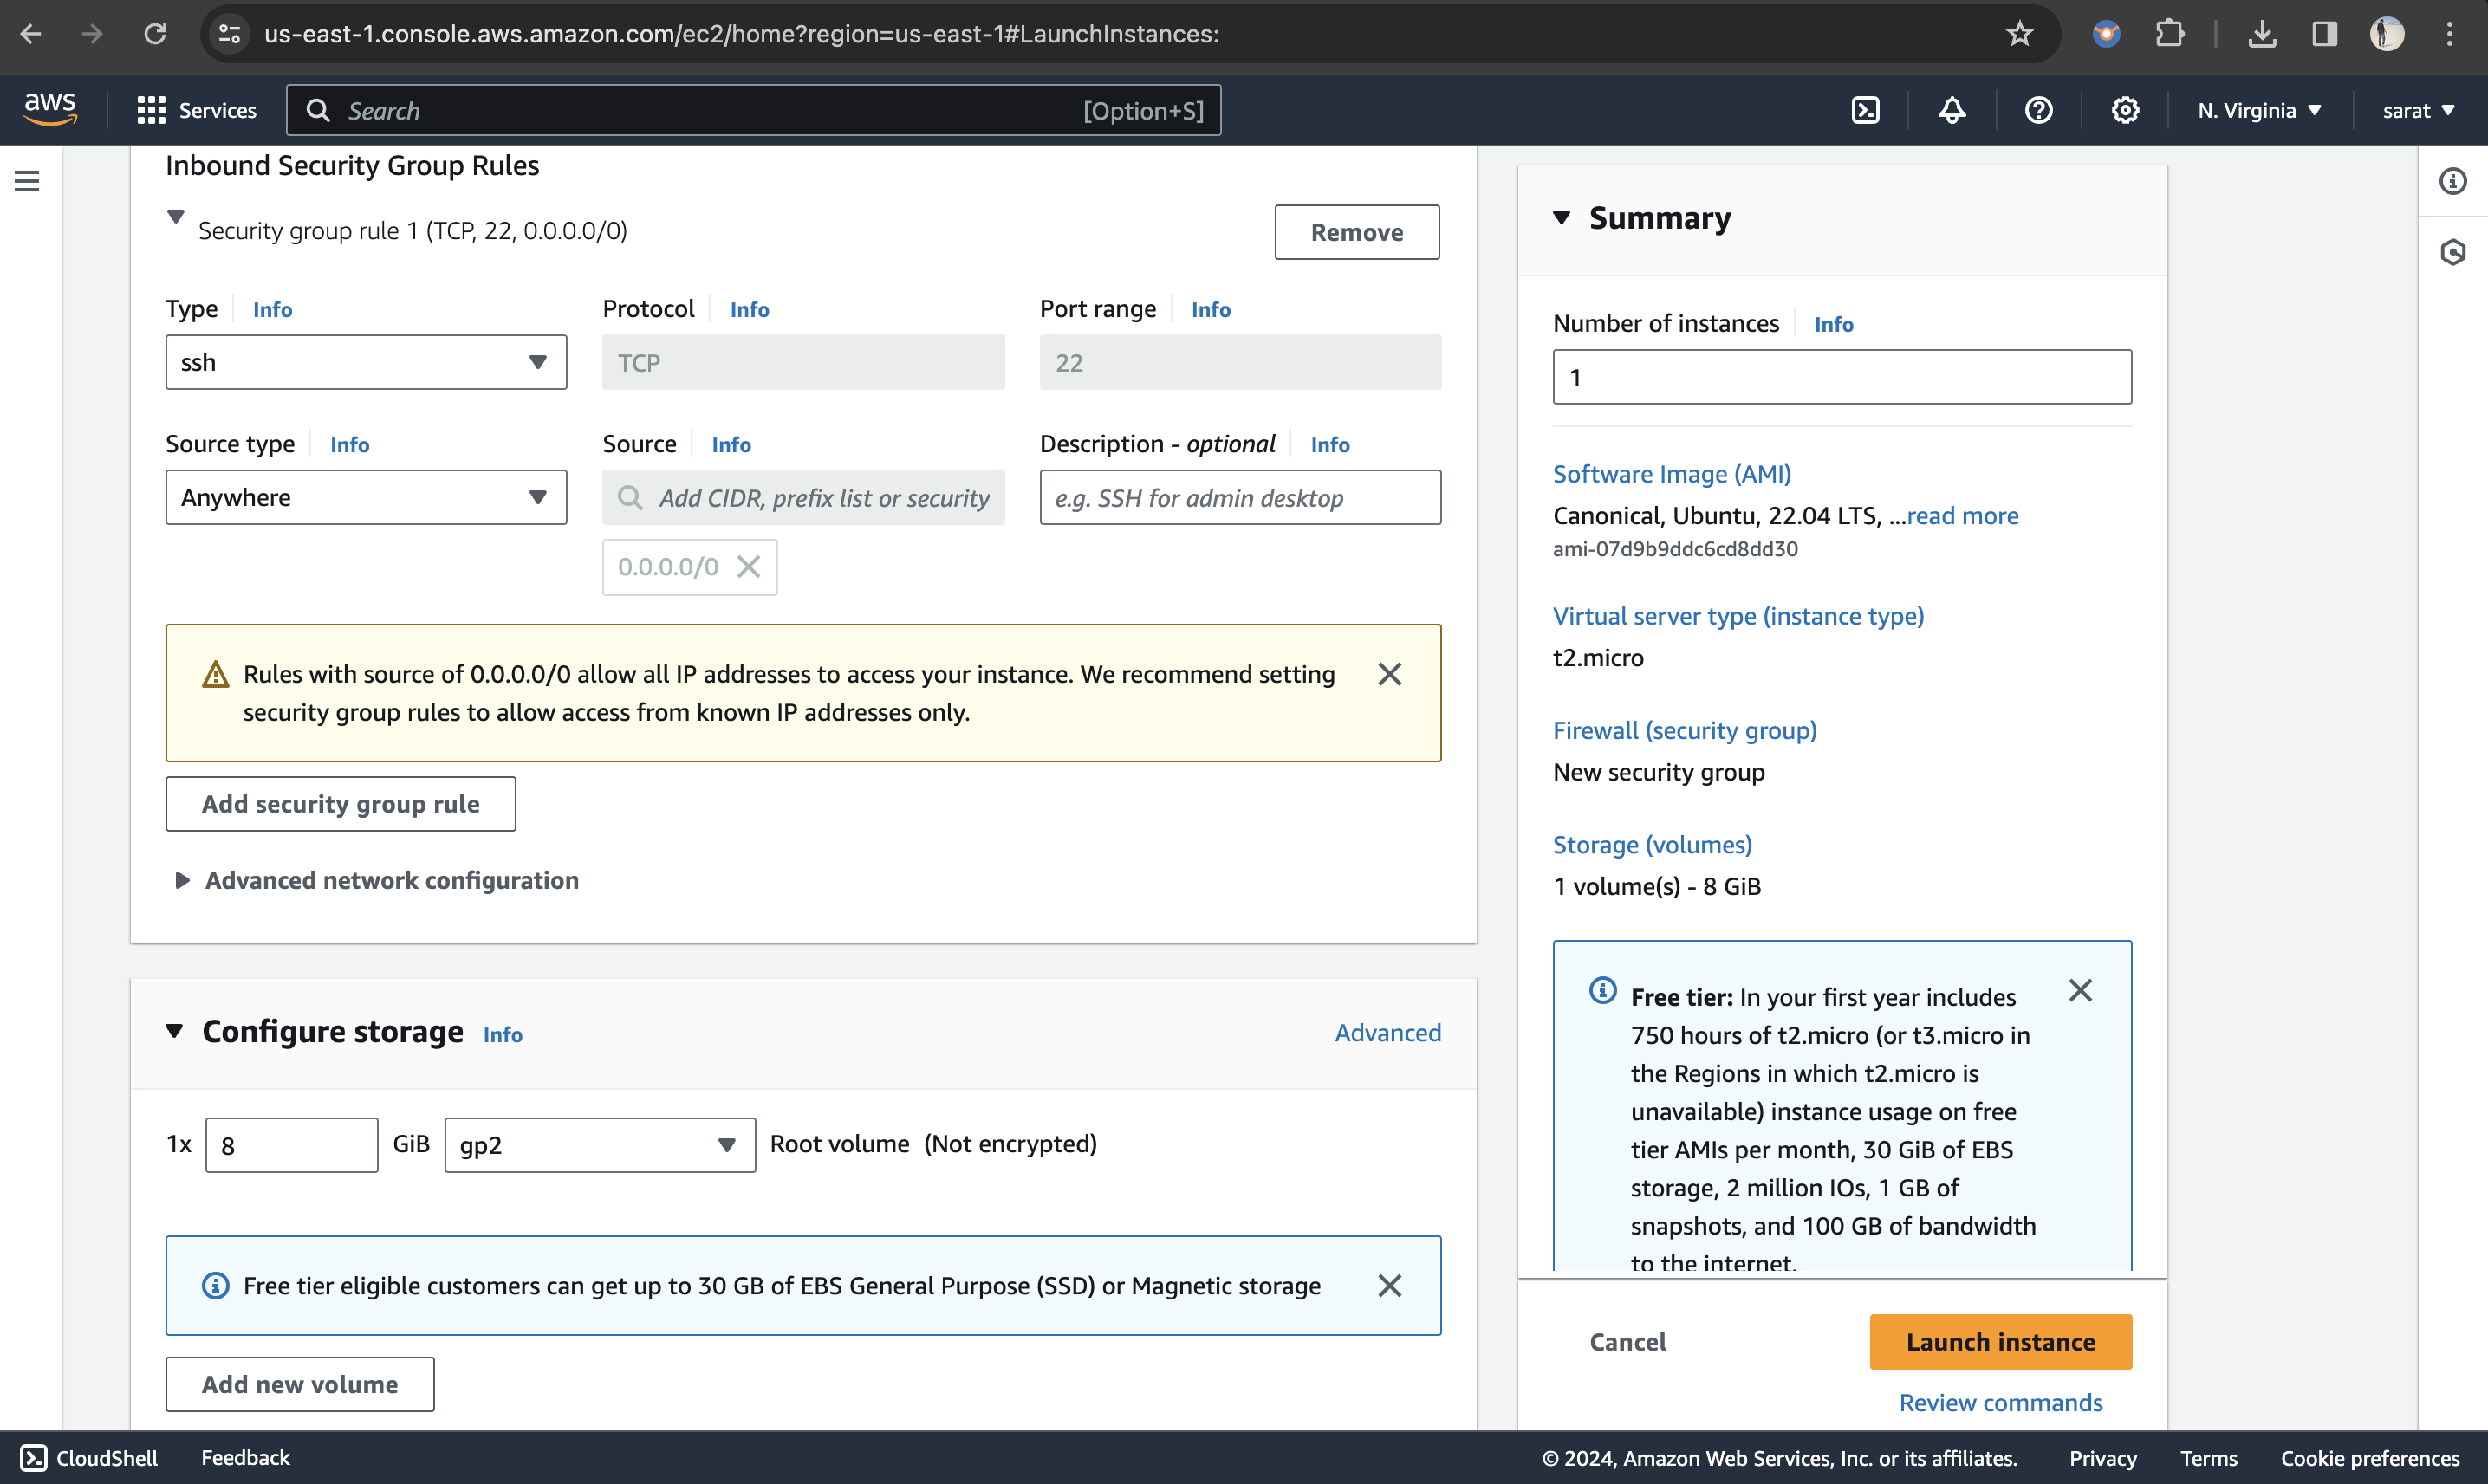 us-east-1.console.aws.amazon.com/ec2/home?region=us-east-1#LaunchInstances:
aws
Services
Search
[Option+S]
N. Virginia
sarat
Inbound Security Group Rules
Security group rule 1 (TCP, 22, 0.0.0.0/0)
Remove
Type Info
Protocol Info
Port range Info
ssh
TCP
22
Source type Info
Source Info
Description - optional Info
Anywhere
Add CIDR, prefix list or security
e.g. SSH for admin desktop
0.0.0.0/0
Rules with source of 0.0.0.0/0 allow all IP addresses to access your instance. We recommend setting
security group rules to allow access from known IP addresses only.
Add security group rule
Advanced network configuration
Configure storage Info
Advanced
1x 8 GiB gp2 Root volume (Not encrypted)
Free tier eligible customers can get up to 30 GB of EBS General Purpose (SSD) or Magnetic storage
Add new volume
Summary
Number of instances Info
1
Software Image (AMI)
Canonical, Ubuntu, 22.04 LTS, ...read more
ami-07d9b9ddc6cd8dd30
Virtual server type (instance type)
t2.micro
Firewall (security group)
New security group
Storage (volumes)
1 volume(s) - 8 GiB
Free tier: In your first year includes
750 hours of t2.micro (or t3.micro in
the Regions in which t2.micro is
unavailable) instance usage on free
tier AMIs per month, 30 GiB of EBS
storage, 2 million IOs, 1 GB of
snapshots, and 100 GB of bandwidth
to the internet.
Cancel
Launch instance
Review commands
CloudShell
Feedback
© 2024, Amazon Web Services, Inc. or its affiliates.
Privacy
Terms
Cookie preferences